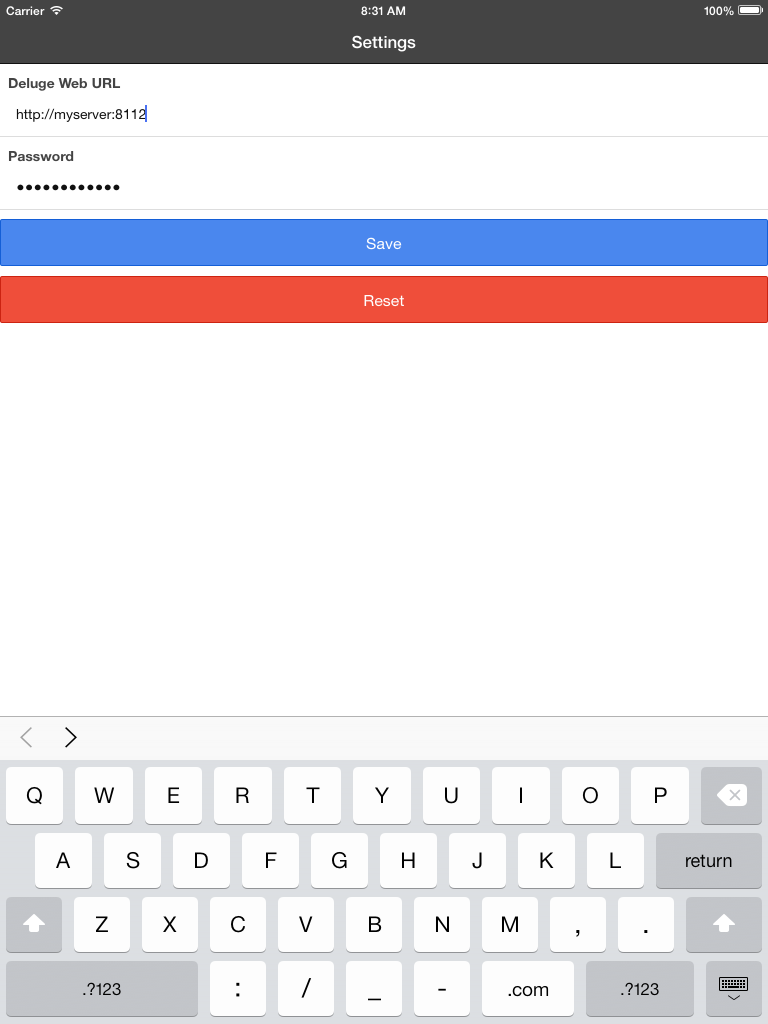 Carrier 8:31 AM 100%
Settings
Deluge Web URL
http://myserver:8112
Password
••••••••••••
Save
Reset
Q W E R T Y U I O P
A S D F G H J K L return
Z X C V B N M , .
.?123 : / _ - .com .?123